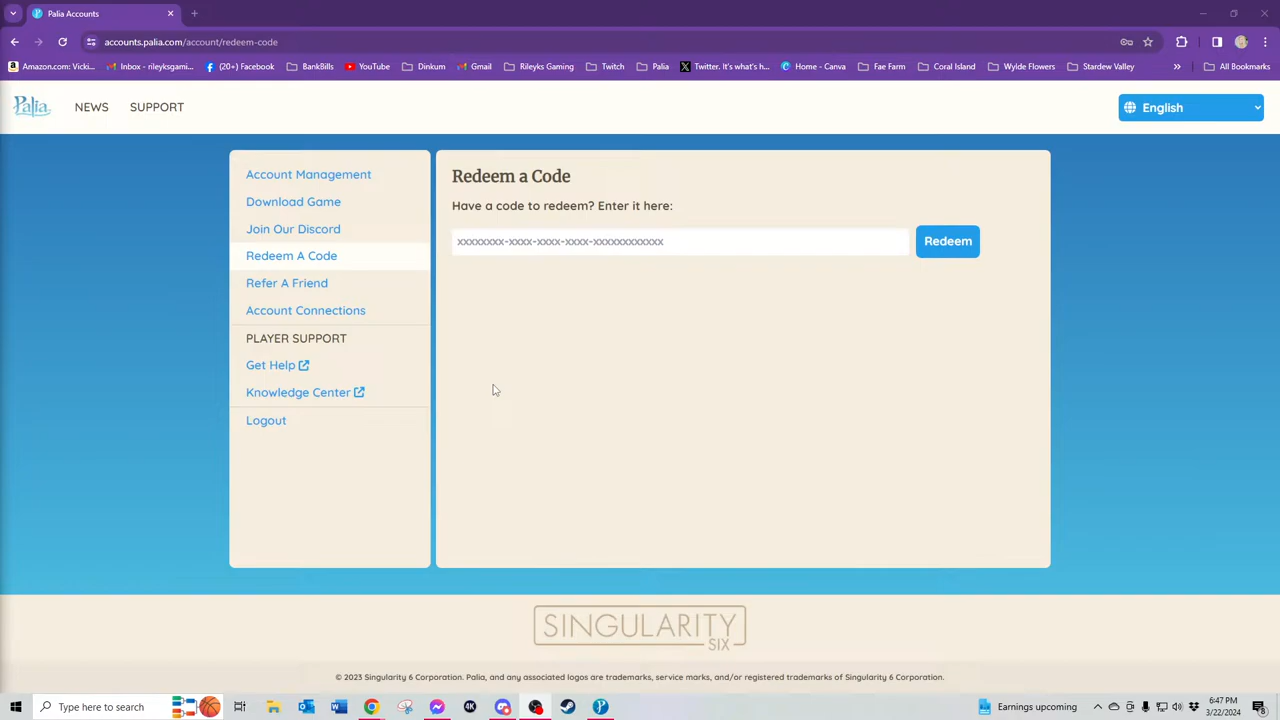 Palia Accounts
accounts.palia.com/account/redeem-code
Amazon.com: Vicki... Inbox - rileyksgami... (20+) Facebook BankBills YouTube Dinkum Gmail Rileyks Gaming Twitch Palia Twitter. It's what's h... Home - Canva Fae Farm Coral Island Wylde Flowers Stardew Valley » All Bookmarks
Palia NEWS SUPPORT English
Account Management
Download Game
Join Our Discord
Redeem A Code
Refer A Friend
Account Connections
PLAYER SUPPORT
Get Help
Knowledge Center
Logout
Redeem a Code
Have a code to redeem? Enter it here:
xxxxxxxx-xxxx-xxxx-xxxx-xxxxxxxxxxxx Redeem
SINGULARITY
SIX
© 2023 Singularity 6 Corporation. Palia, and any associated logos are trademarks, service marks, and/or registered trademarks of Singularity 6 Corporation.
Type here to search 4K Earnings upcoming 6:47 PM
3/22/2024